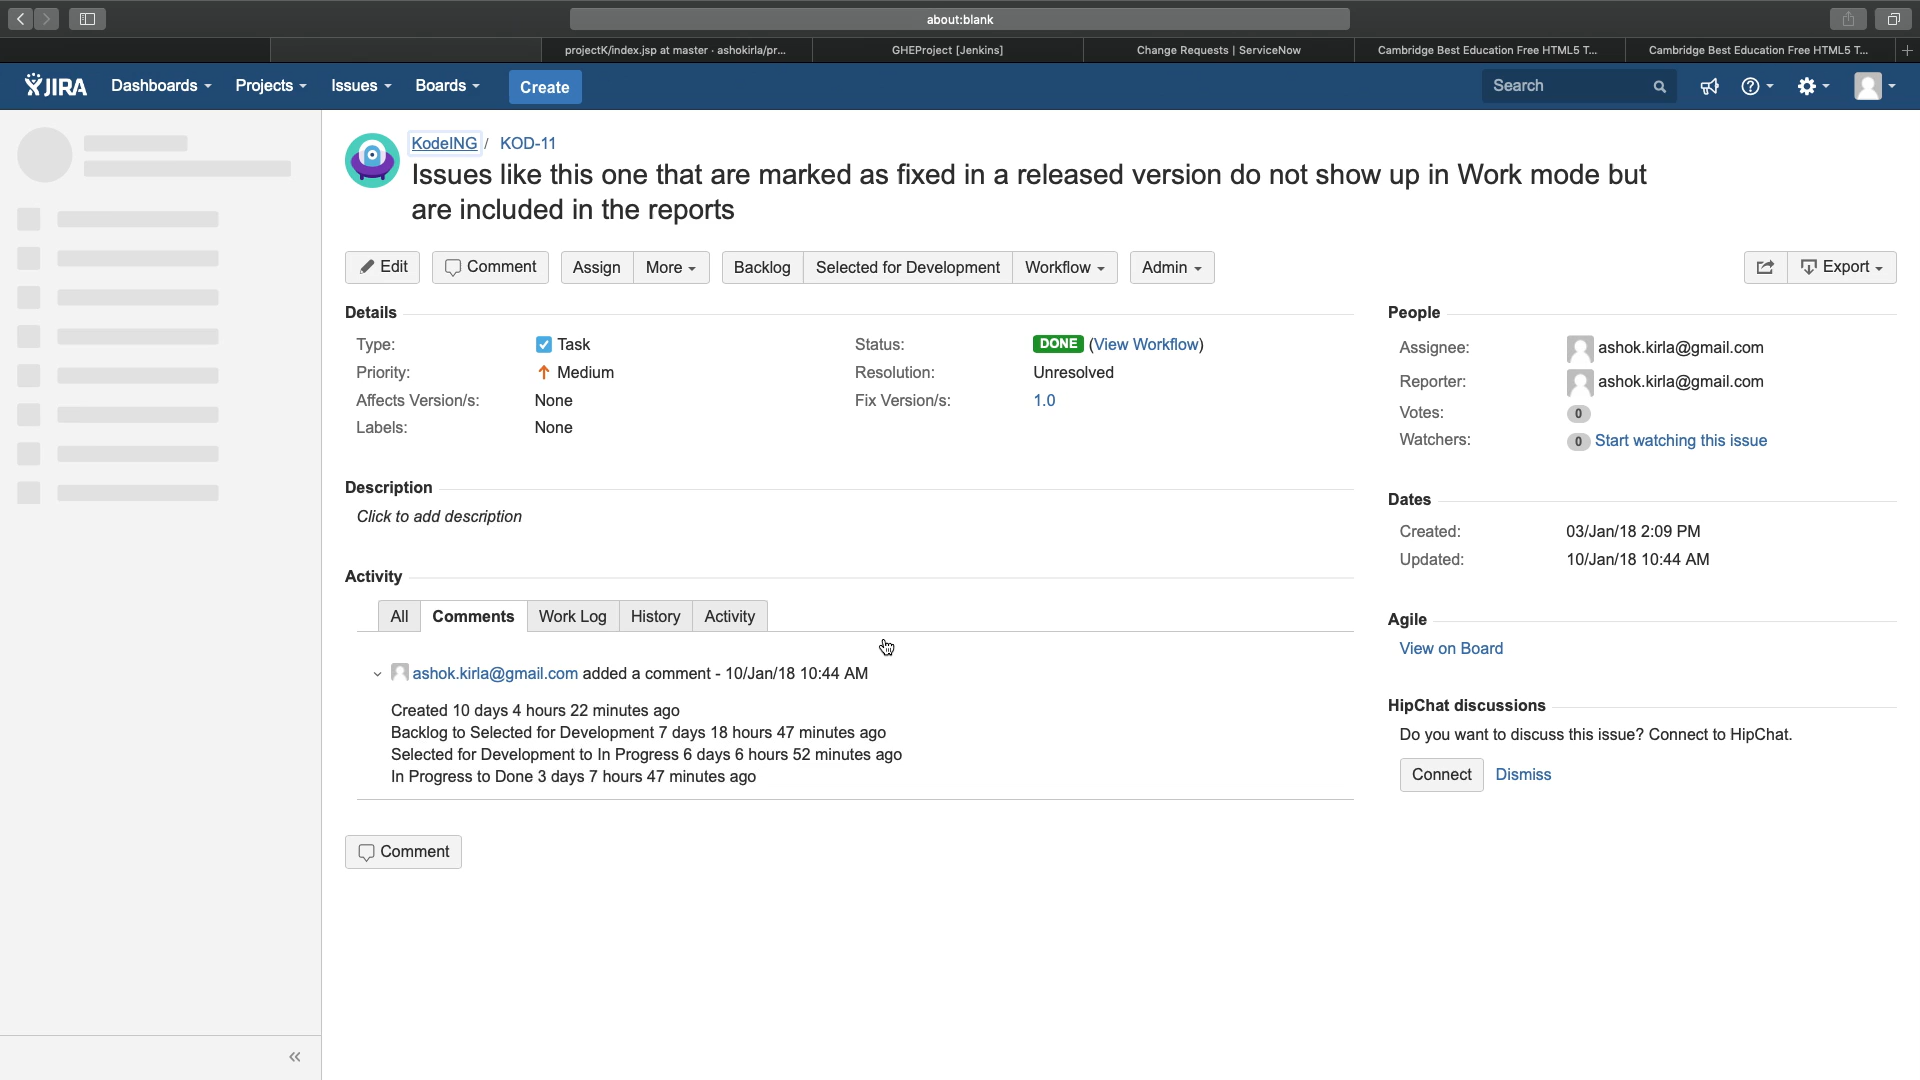 about:blank
projectK/index.jsp at master · ashokirla/pr...
GHEProject [Jenkins]
Change Requests | ServiceNow
Cambridge Best Education Free HTML5 T...
Cambridge Best Education Free HTML5 T...
JIRA Dashboards Projects Issues Boards Create Search
KodeING / KOD-11
Issues like this one that are marked as fixed in a released version do not show up in Work mode but
are included in the reports
Edit Comment Assign More Backlog Selected for Development Workflow Admin Export
Details
Type: Task
Priority: Medium
Affects Version/s: None
Labels: None
Status: DONE (View Workflow)
Resolution: Unresolved
Fix Version/s: 1.0
Description
Click to add description
Activity
All Comments Work Log History Activity
ashok.kirla@gmail.com added a comment - 10/Jan/18 10:44 AM
Created 10 days 4 hours 22 minutes ago
Backlog to Selected for Development 7 days 18 hours 47 minutes ago
Selected for Development to In Progress 6 days 6 hours 52 minutes ago
In Progress to Done 3 days 7 hours 47 minutes ago
Comment
People
Assignee: ashok.kirla@gmail.com
Reporter: ashok.kirla@gmail.com
Votes: 0
Watchers: 0 Start watching this issue
Dates
Created: 03/Jan/18 2:09 PM
Updated: 10/Jan/18 10:44 AM
Agile
View on Board
HipChat discussions
Do you want to discuss this issue? Connect to HipChat.
Connect Dismiss